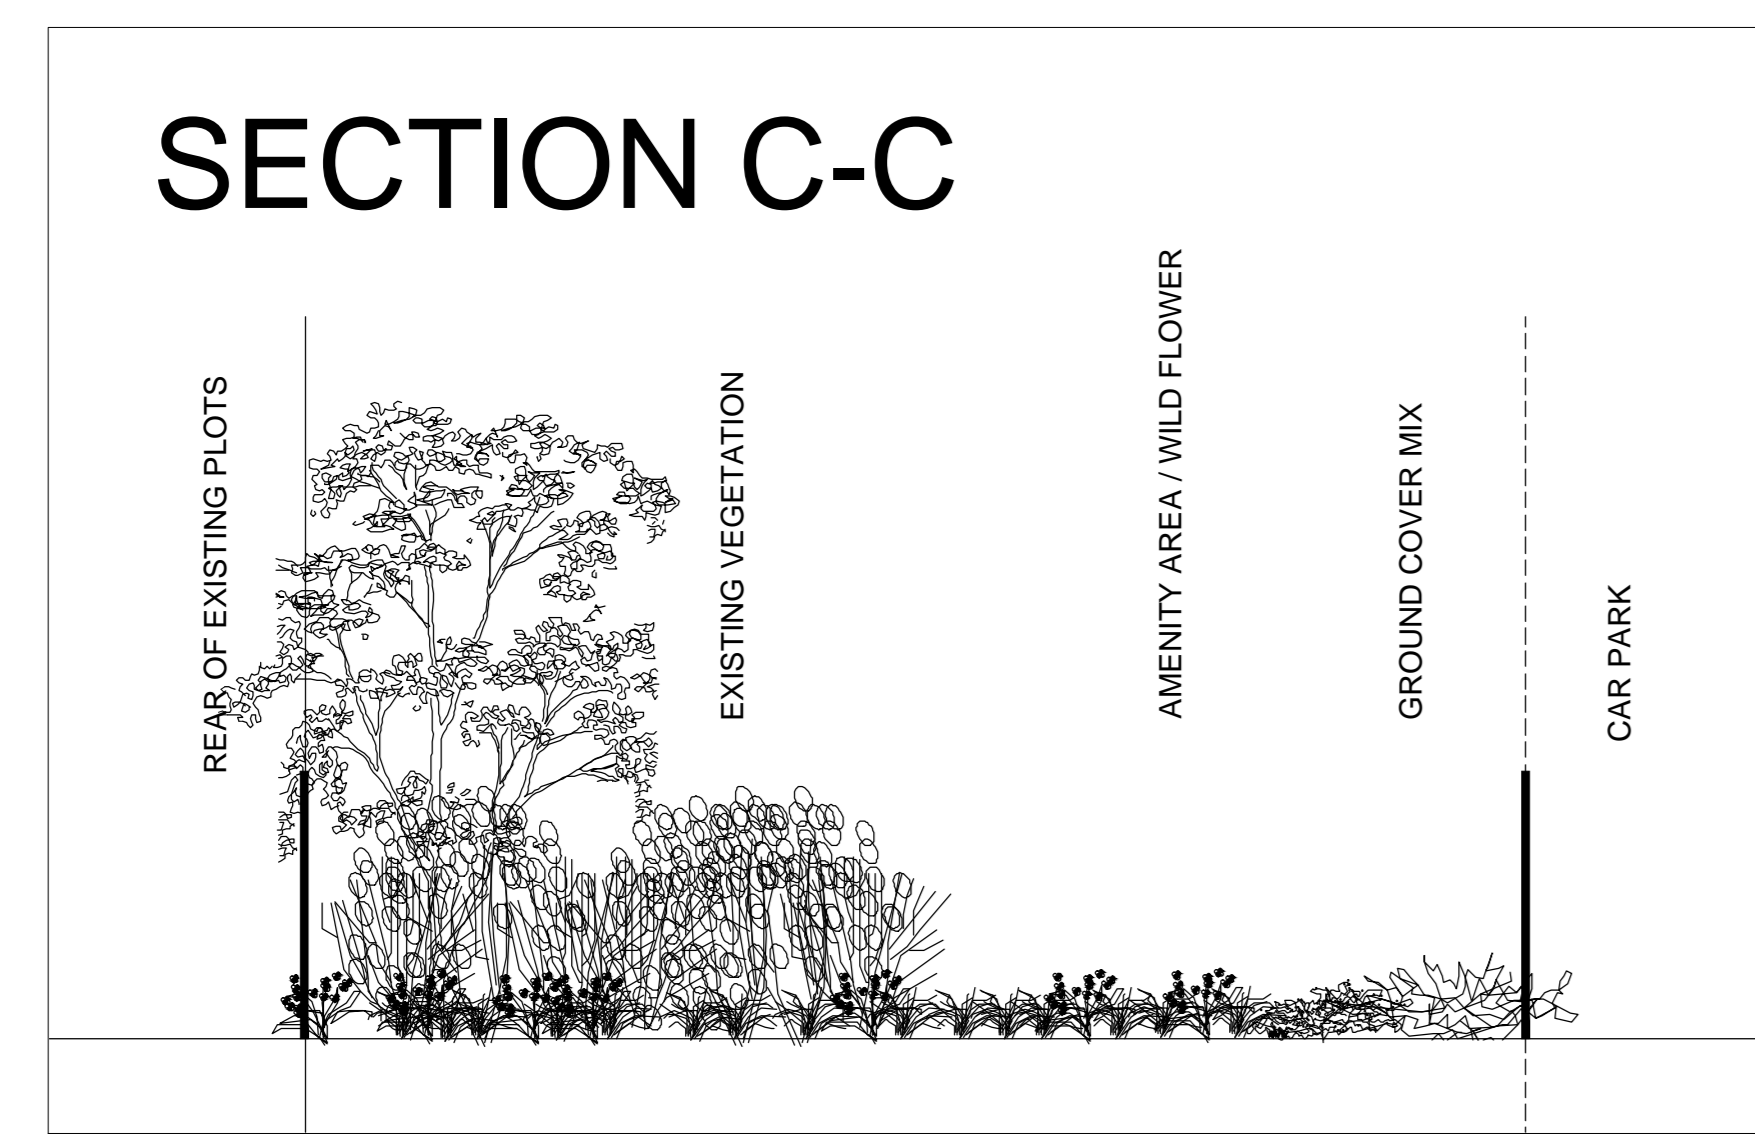 SECTION C-C
REAR OF EXISTING PLOTS
EXISTING VEGETATION
AMENITY AREA / WILD FLOWER
GROUND COVER MIX
CAR PARK